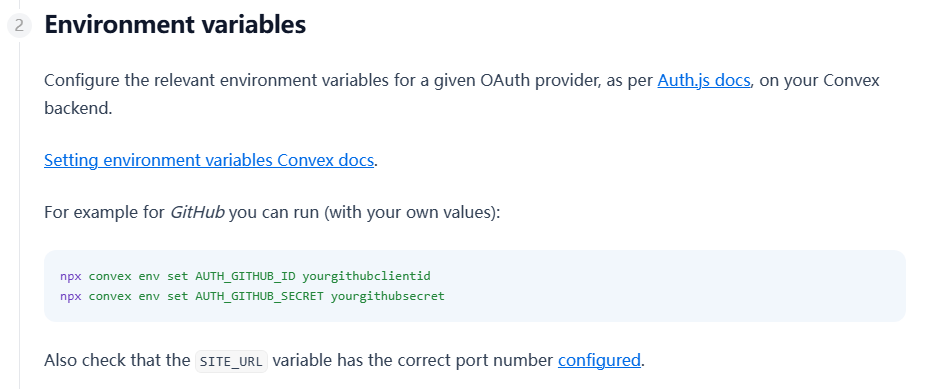 2
Environment variables
Configure the relevant environment variables for a given OAuth provider, as per Auth.js docs, on your Convex
backend.
Setting environment variables Convex docs.
For example for GitHub you can run (with your own values):
npx convex env set AUTH_GITHUB_ID yourgithubclientid
npx convex env set AUTH_GITHUB_SECRET yourgithubsecret
Also check that the SITE_URL variable has the correct port number configured.